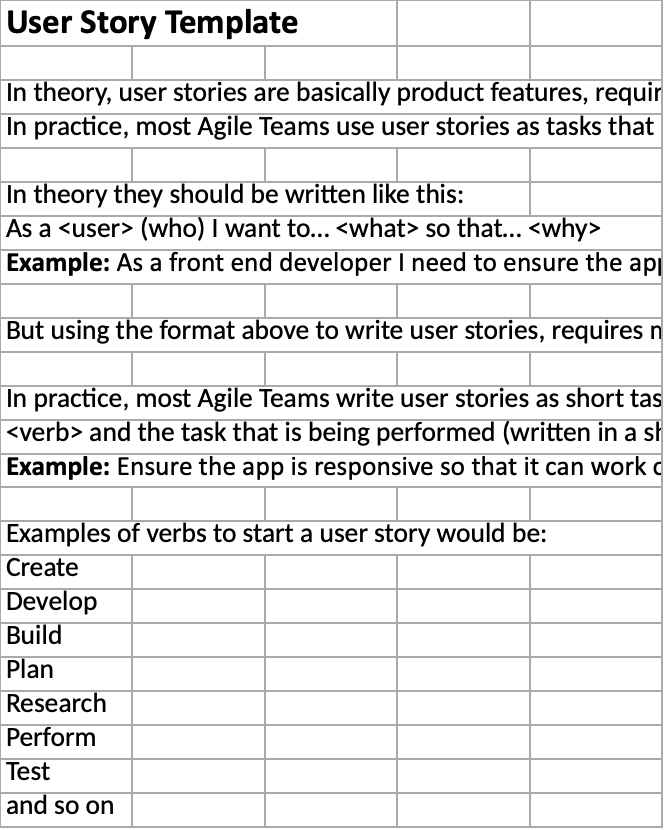 User Story Template
In theory, user stories are basically product features,
In practice, most Agile Teams use user stories as tasks that
In theory they should be written like this:
As a <user> (who) I want to... <what> so that... <why>
Example: As a front end developer I need to ensure the
But using the format above to write user stories, requires
In practice, most Agile Teams write user stories as short
<verb> and the task that is being performed (written in a
Example: Ensure the app is responsive so that it can work
Examples of verbs to start a user story would be:
Create
Develop
Build
Plan
Research
Perform
Test
and so on